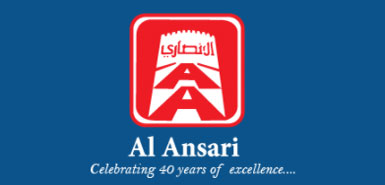 الانصاري
Al Ansari
Celebrating 40 years of excellence....